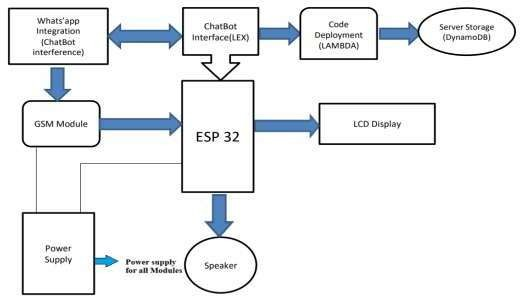 Whats'app
Integration
(ChatBot
interference)
ChatBot
Interface(LEX)
Code
Deployment
(LAMBDA)
Server Storage
(DynamoDB)
GSM Module
ESP 32
LCD Display
Power
Supply
Power supply
for all Modules
Speaker